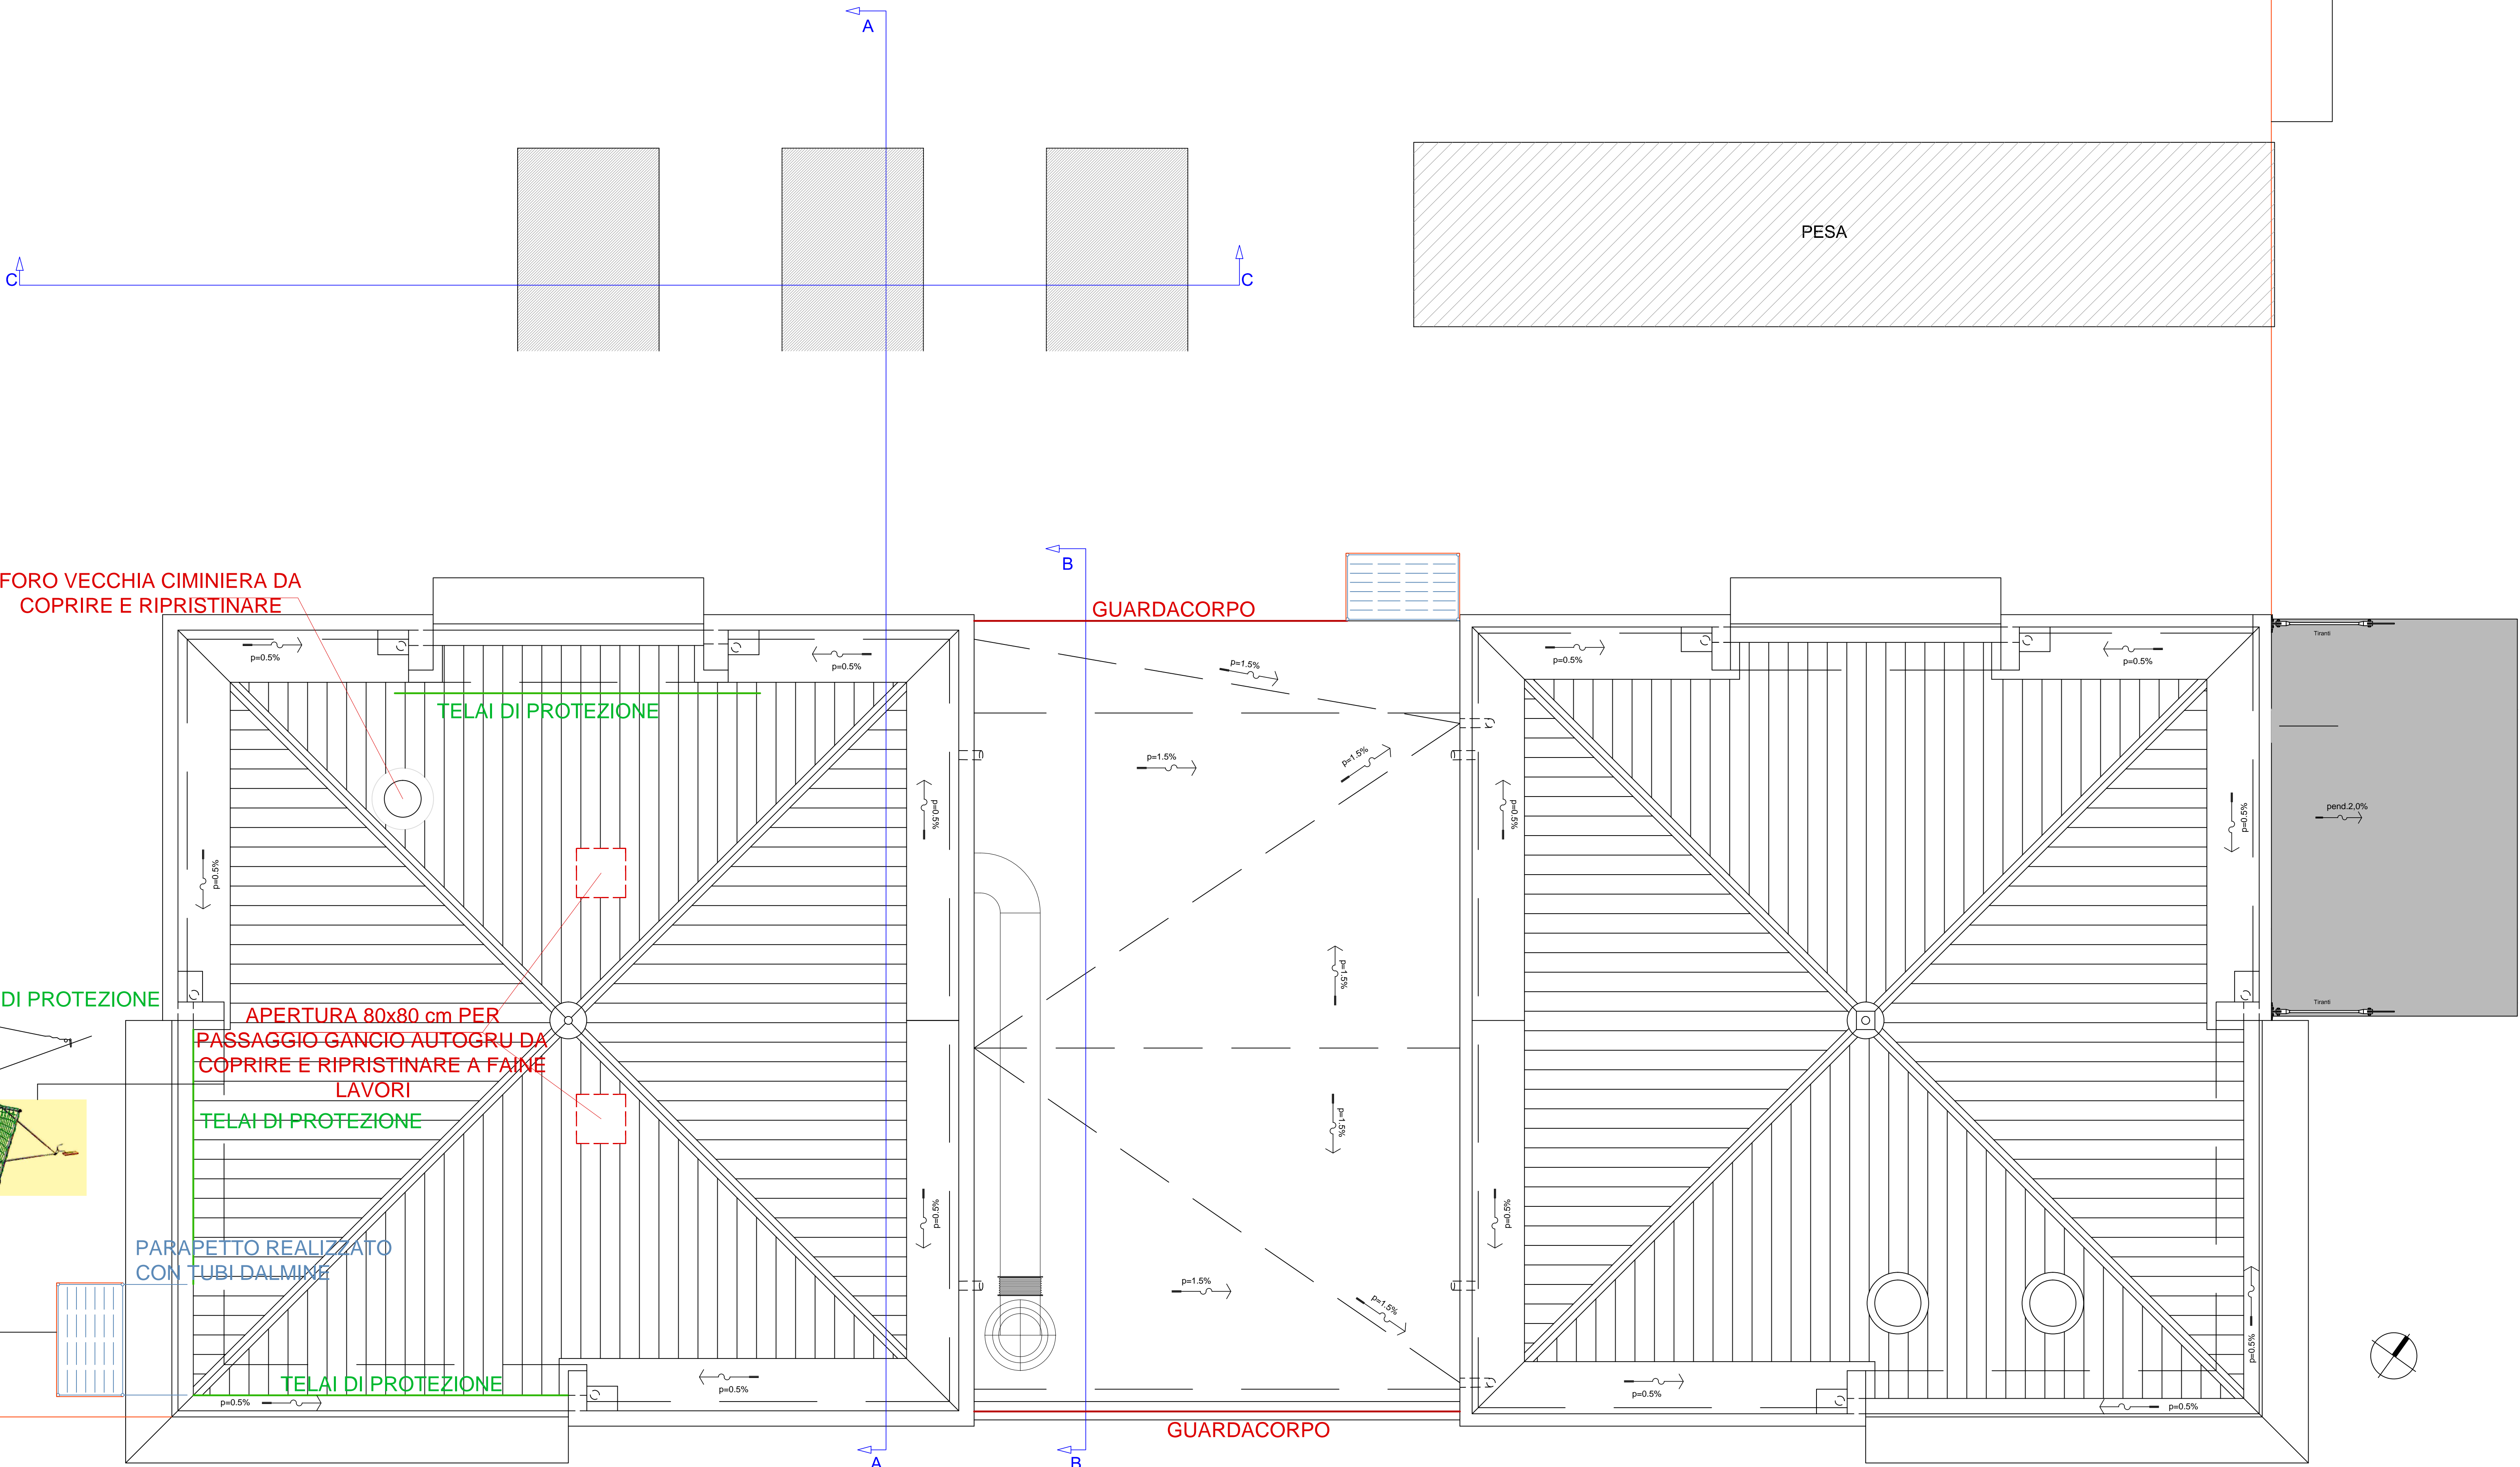 A
PESA
C
C
B
FORO VECCHIA CIMINIERA DA
COPRIRE E RIPRISTINARE
GUARDACORPO
Tiranti
p=0.5%
p=0.5%
p=1.5%
p=0.5%
p=0.5%
TELAI DI PROTEZIONE
p=1.5%
p=1.5%
p=0.5%
p=0.5%
p=0.5%
pend.2,0%
p=0.5%
p=1.5%
DI PROTEZIONE
Tiranti
APERTURA 80x80 cm PER
PASSAGGIO GANCIO AUTOGRU DA
COPRIRE E RIPRISTINARE A FAINE
LAVORI
TELAI DI PROTEZIONE
p=1.5%
p=0.5%
p=0.5%
PARAPETTO REALIZZATO
CON TUBI DALMINE
p=1.5%
p=1.5%
p=0.5%
TELAI DI PROTEZIONE
p=0.5%
p=0.5%
p=0.5%
p=0.5%
GUARDACORPO
A
B